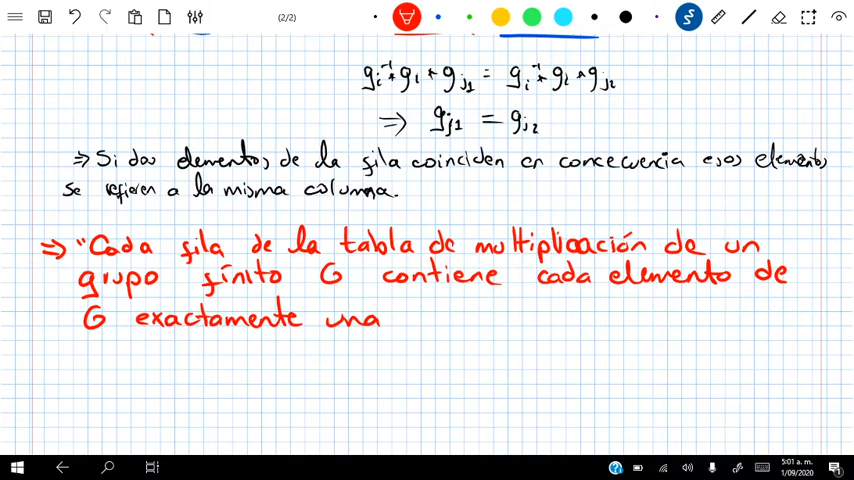 (2/2)
gᵢ⁻¹ * gᵢ * gⱼ₁ = gᵢ⁻¹ * gᵢ * gⱼ₂
⇒ gⱼ₁ = gⱼ₂
⇒ Si dos elementos de la fila coinciden en concecuencia esos elementos
se refieren a la misma columna.
⇒ "Cada fila de la tabla de multiplicación de un
grupo finito G contiene cada elemento de
G exactamente una
5:01 a. m.
1/09/2020